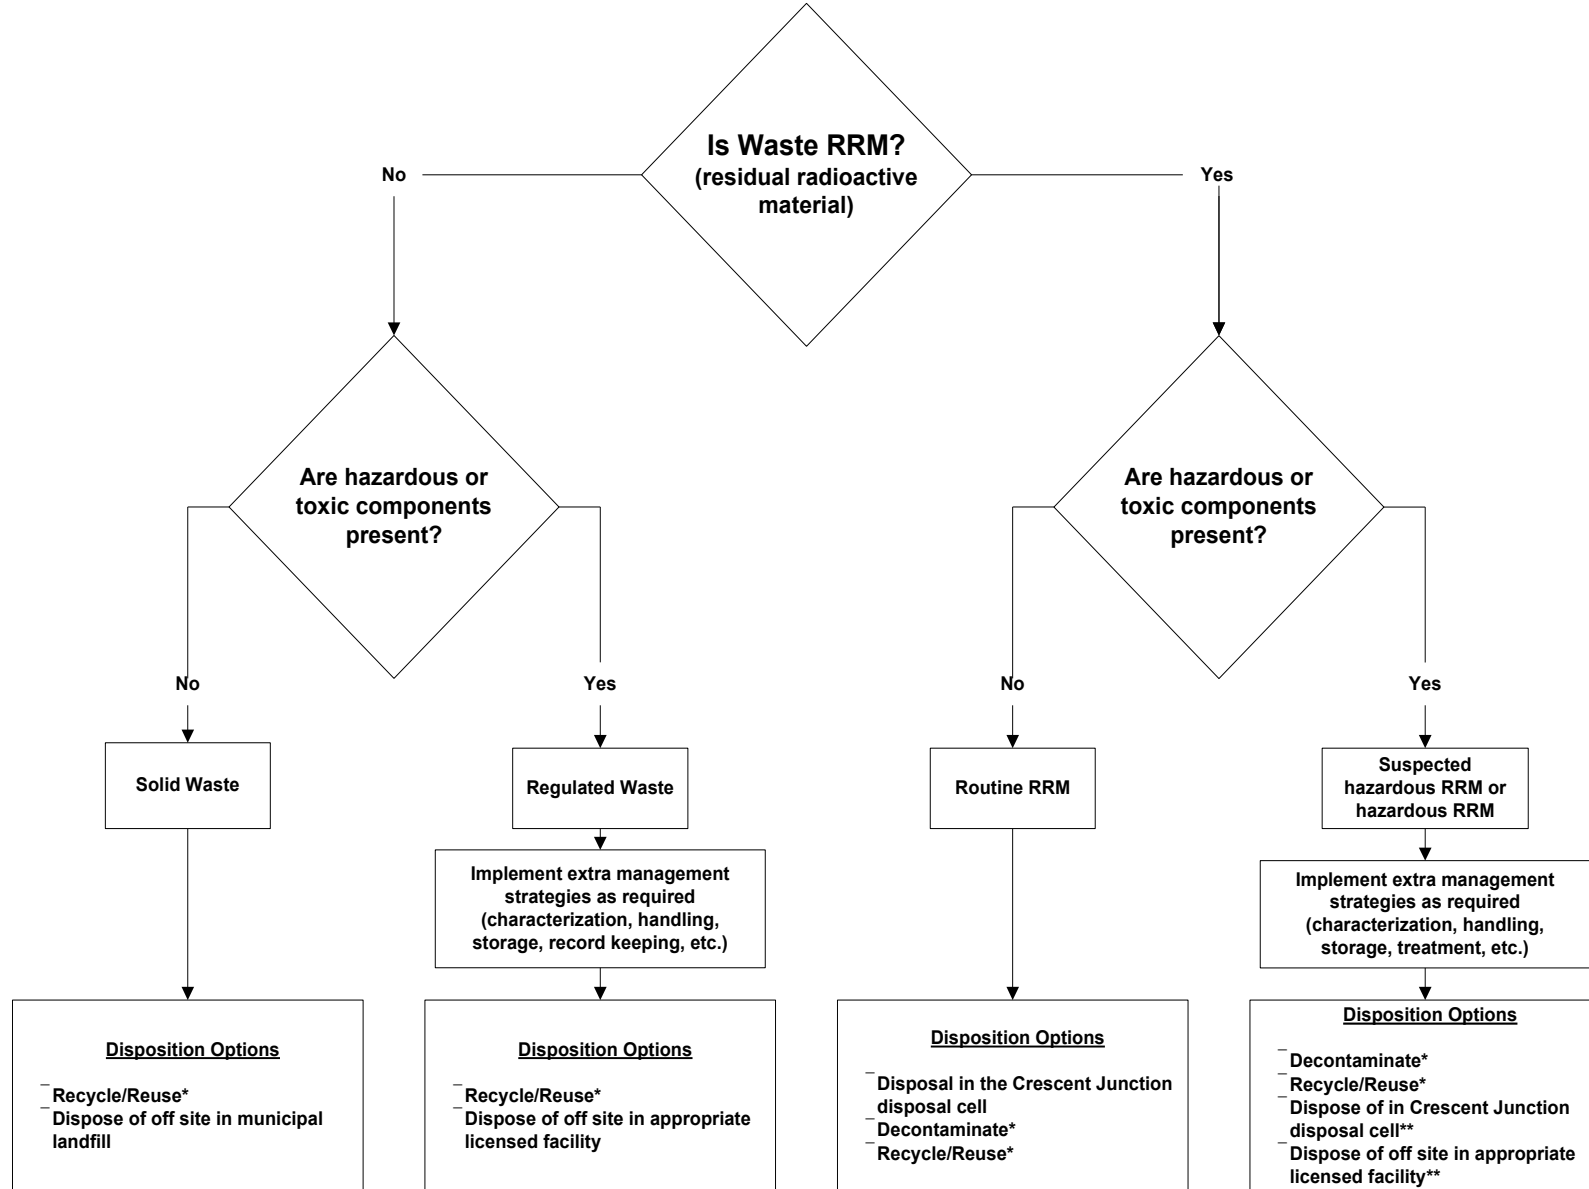 Is Waste RRM?
(residual radioactive
material)
No
Yes
Are hazardous or
toxic components
present?
Are hazardous or
toxic components
present?
No
Yes
No
Yes
Solid Waste
Regulated Waste
Routine RRM
Suspected
hazardous RRM or
hazardous RRM
Implement extra management
strategies as required
(characterization, handling,
storage, record keeping, etc.)
Implement extra management
strategies as required
(characterization, handling,
storage, treatment, etc.)
Disposition Options
¯ Recycle/Reuse*
¯ Dispose of off site in municipal
landfill
Disposition Options
¯ Recycle/Reuse*
¯ Dispose of off site in appropriate
licensed facility
Disposition Options
¯ Disposal in the Crescent Junction
disposal cell
¯ Decontaminate*
¯ Recycle/Reuse*
Disposition Options
¯ Decontaminate*
¯ Recycle/Reuse*
¯ Dispose of in Crescent Junction
disposal cell**
¯ Dispose of off site in appropriate
licensed facility**